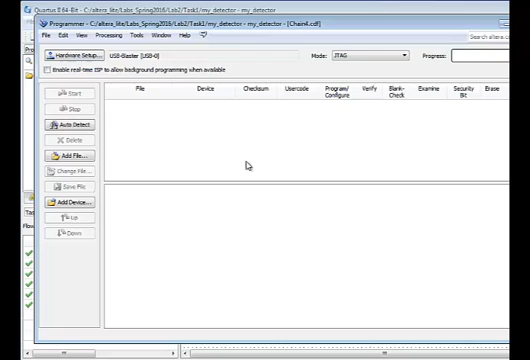 Quartus II 64-Bit - C:/altera_lite/Labs_Spring2016/Lab2/Task1/my_detector - my_detector
Programmer - C:/altera_lite/Labs_Spring2016/Lab2/Task1/my_detector - my_detector - [Chain4.cdf]
File Edit View Processing Tools Window Help
Search altera.c
Hardware Setup... USB-Blaster [USB-0] Mode: JTAG Progress:
Enable real-time ISP to allow background programming when available
File Device Checksum Usercode Program/ Configure Verify Blank- Check Examine Security Bit Erase
Start
Stop
Auto Detect
Delete
Add File...
Change File...
Save File
Add Device...
Up
Down